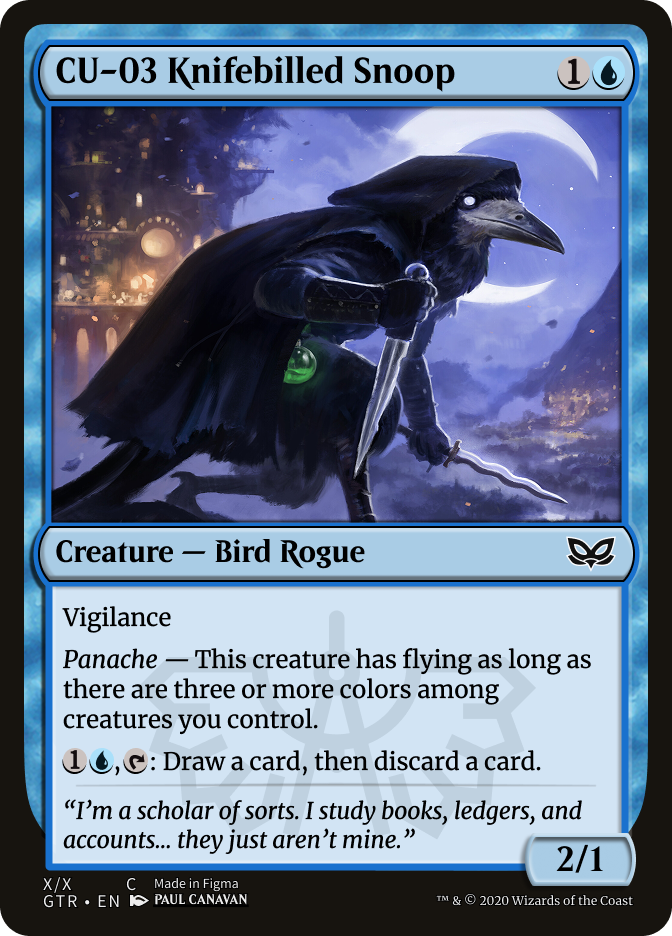 CU-03 Knifebilled Snoop 1
Creature — Bird Rogue
Vigilance
Panache — This creature has flying as long as
there are three or more colors among
creatures you control.
1, : Draw a card, then discard a card.
“I’m a scholar of sorts. I study books, ledgers, and
accounts... they just aren’t mine.”
2/1
X/X C Made in Figma
GTR • EN PAUL CANAVAN
™ & © 2020 Wizards of the Coast